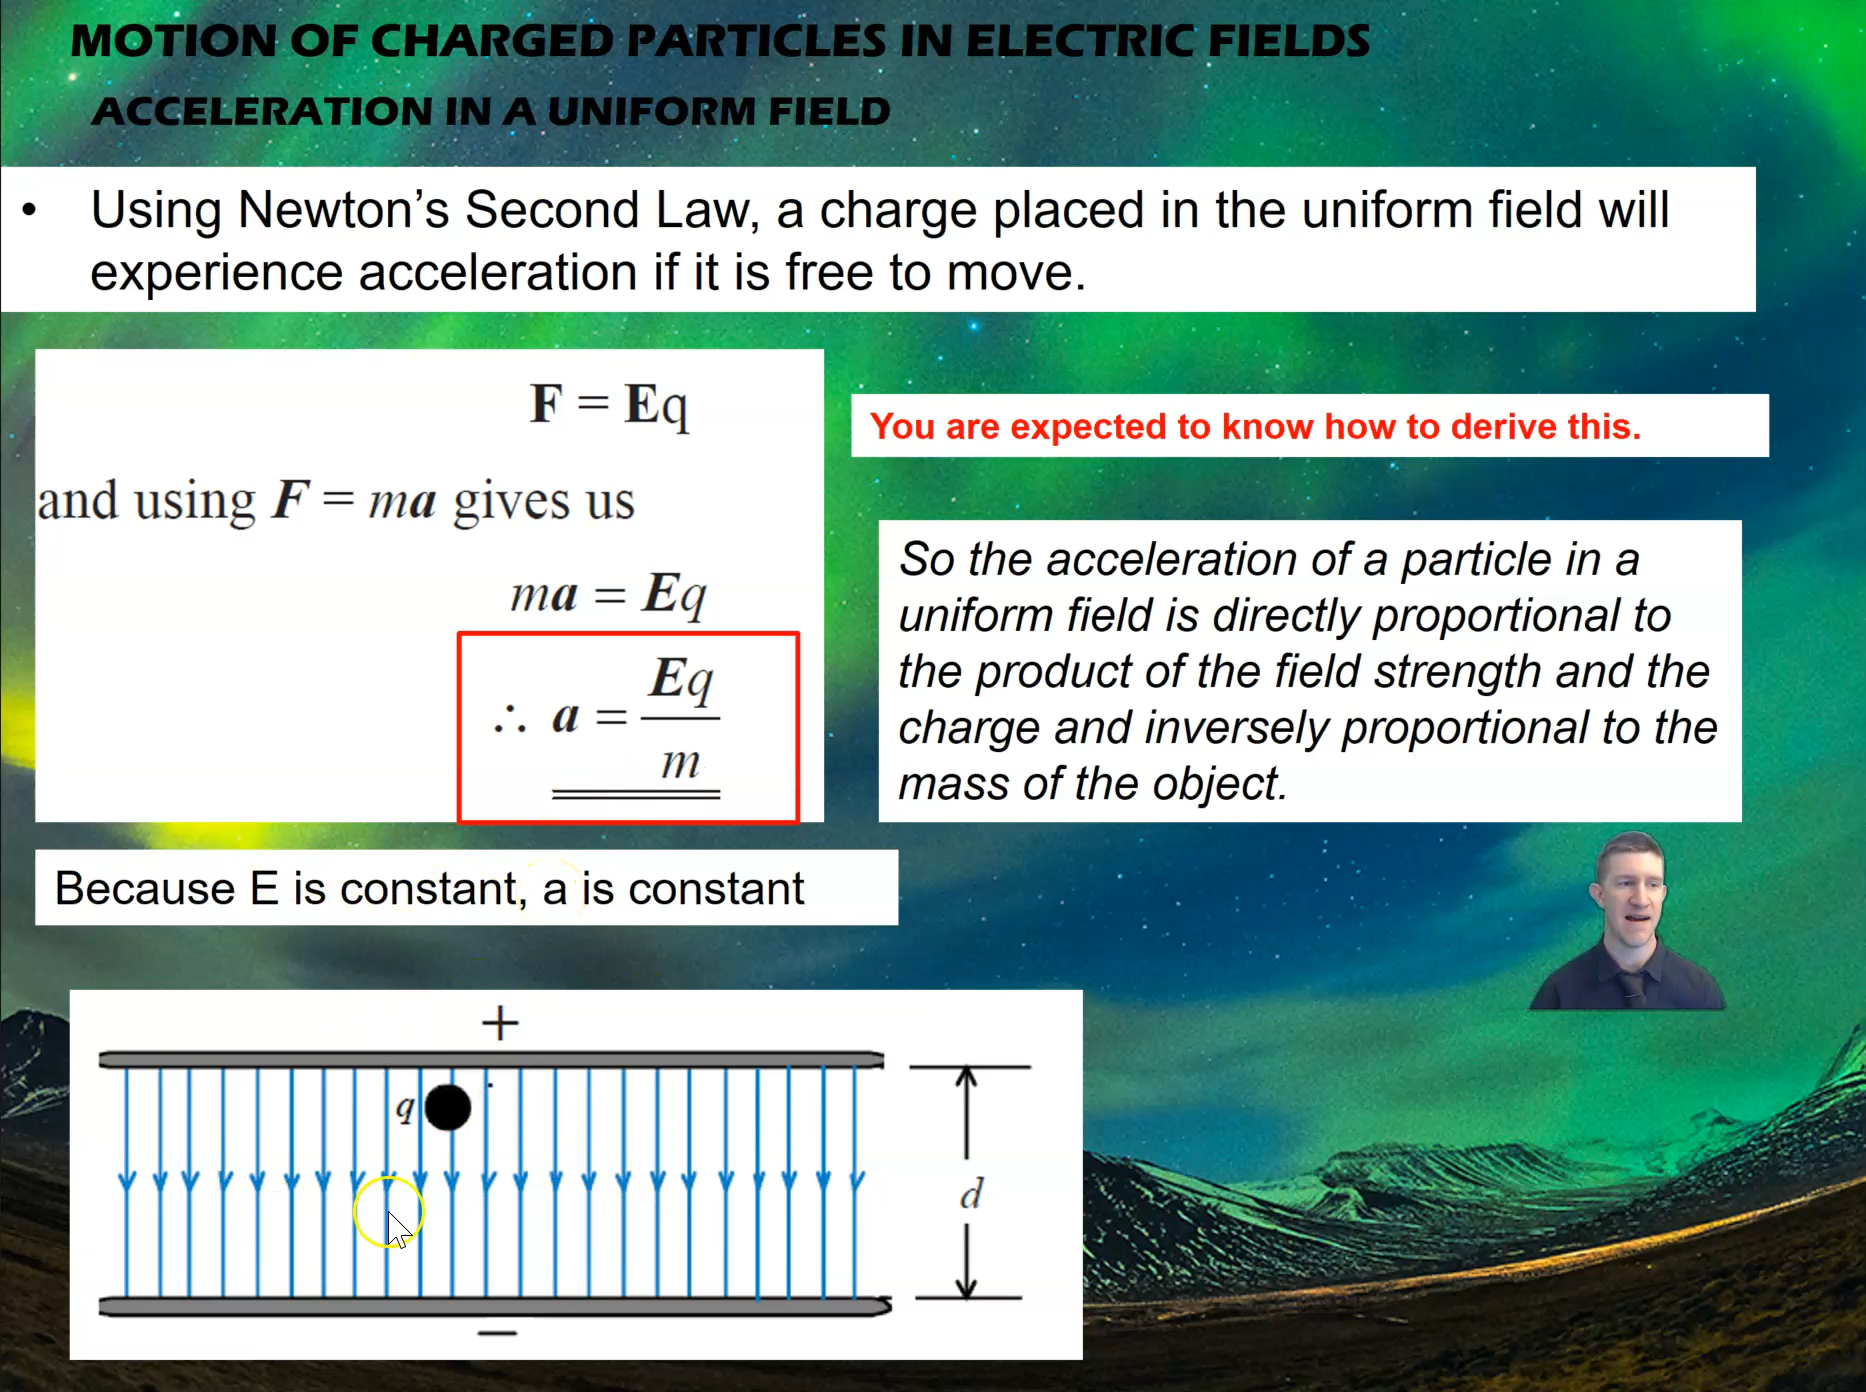 MOTION OF CHARGED PARTICLES IN ELECTRIC FIELDS
ACCELERATION IN A UNIFORM FIELD
• Using Newton's Second Law, a charge placed in the uniform field will
experience acceleration if it is free to move.
F = Eq
and using F = ma gives us
ma = Eq
∴ a = Eq/m
You are expected to know how to derive this.
So the acceleration of a particle in a
uniform field is directly proportional to
the product of the field strength and the
charge and inversely proportional to the
mass of the object.
Because E is constant, a is constant
+
q
d
−